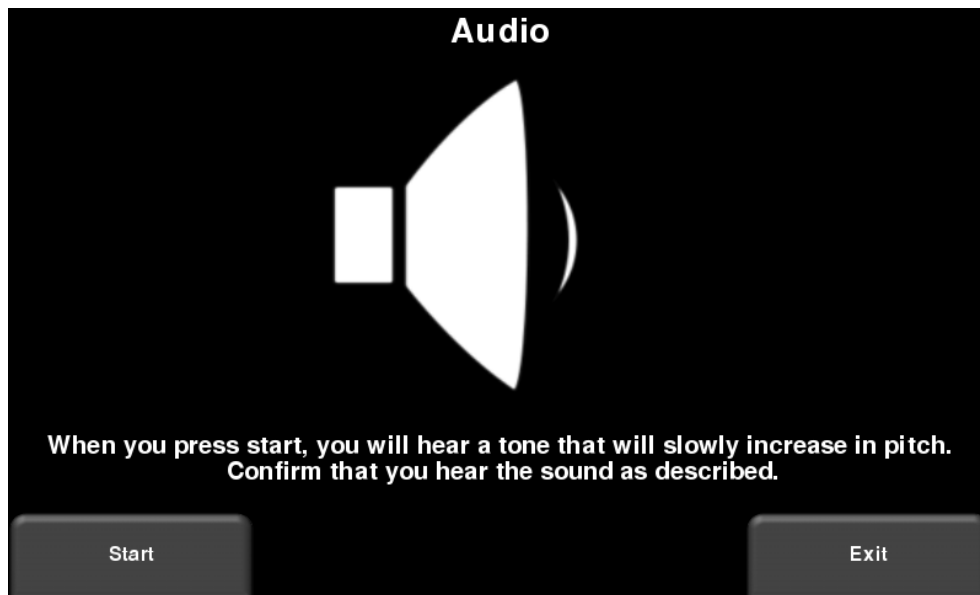 Audio
When you press start, you will hear a tone that will slowly increase in pitch.
Confirm that you hear the sound as described.
Start
Exit